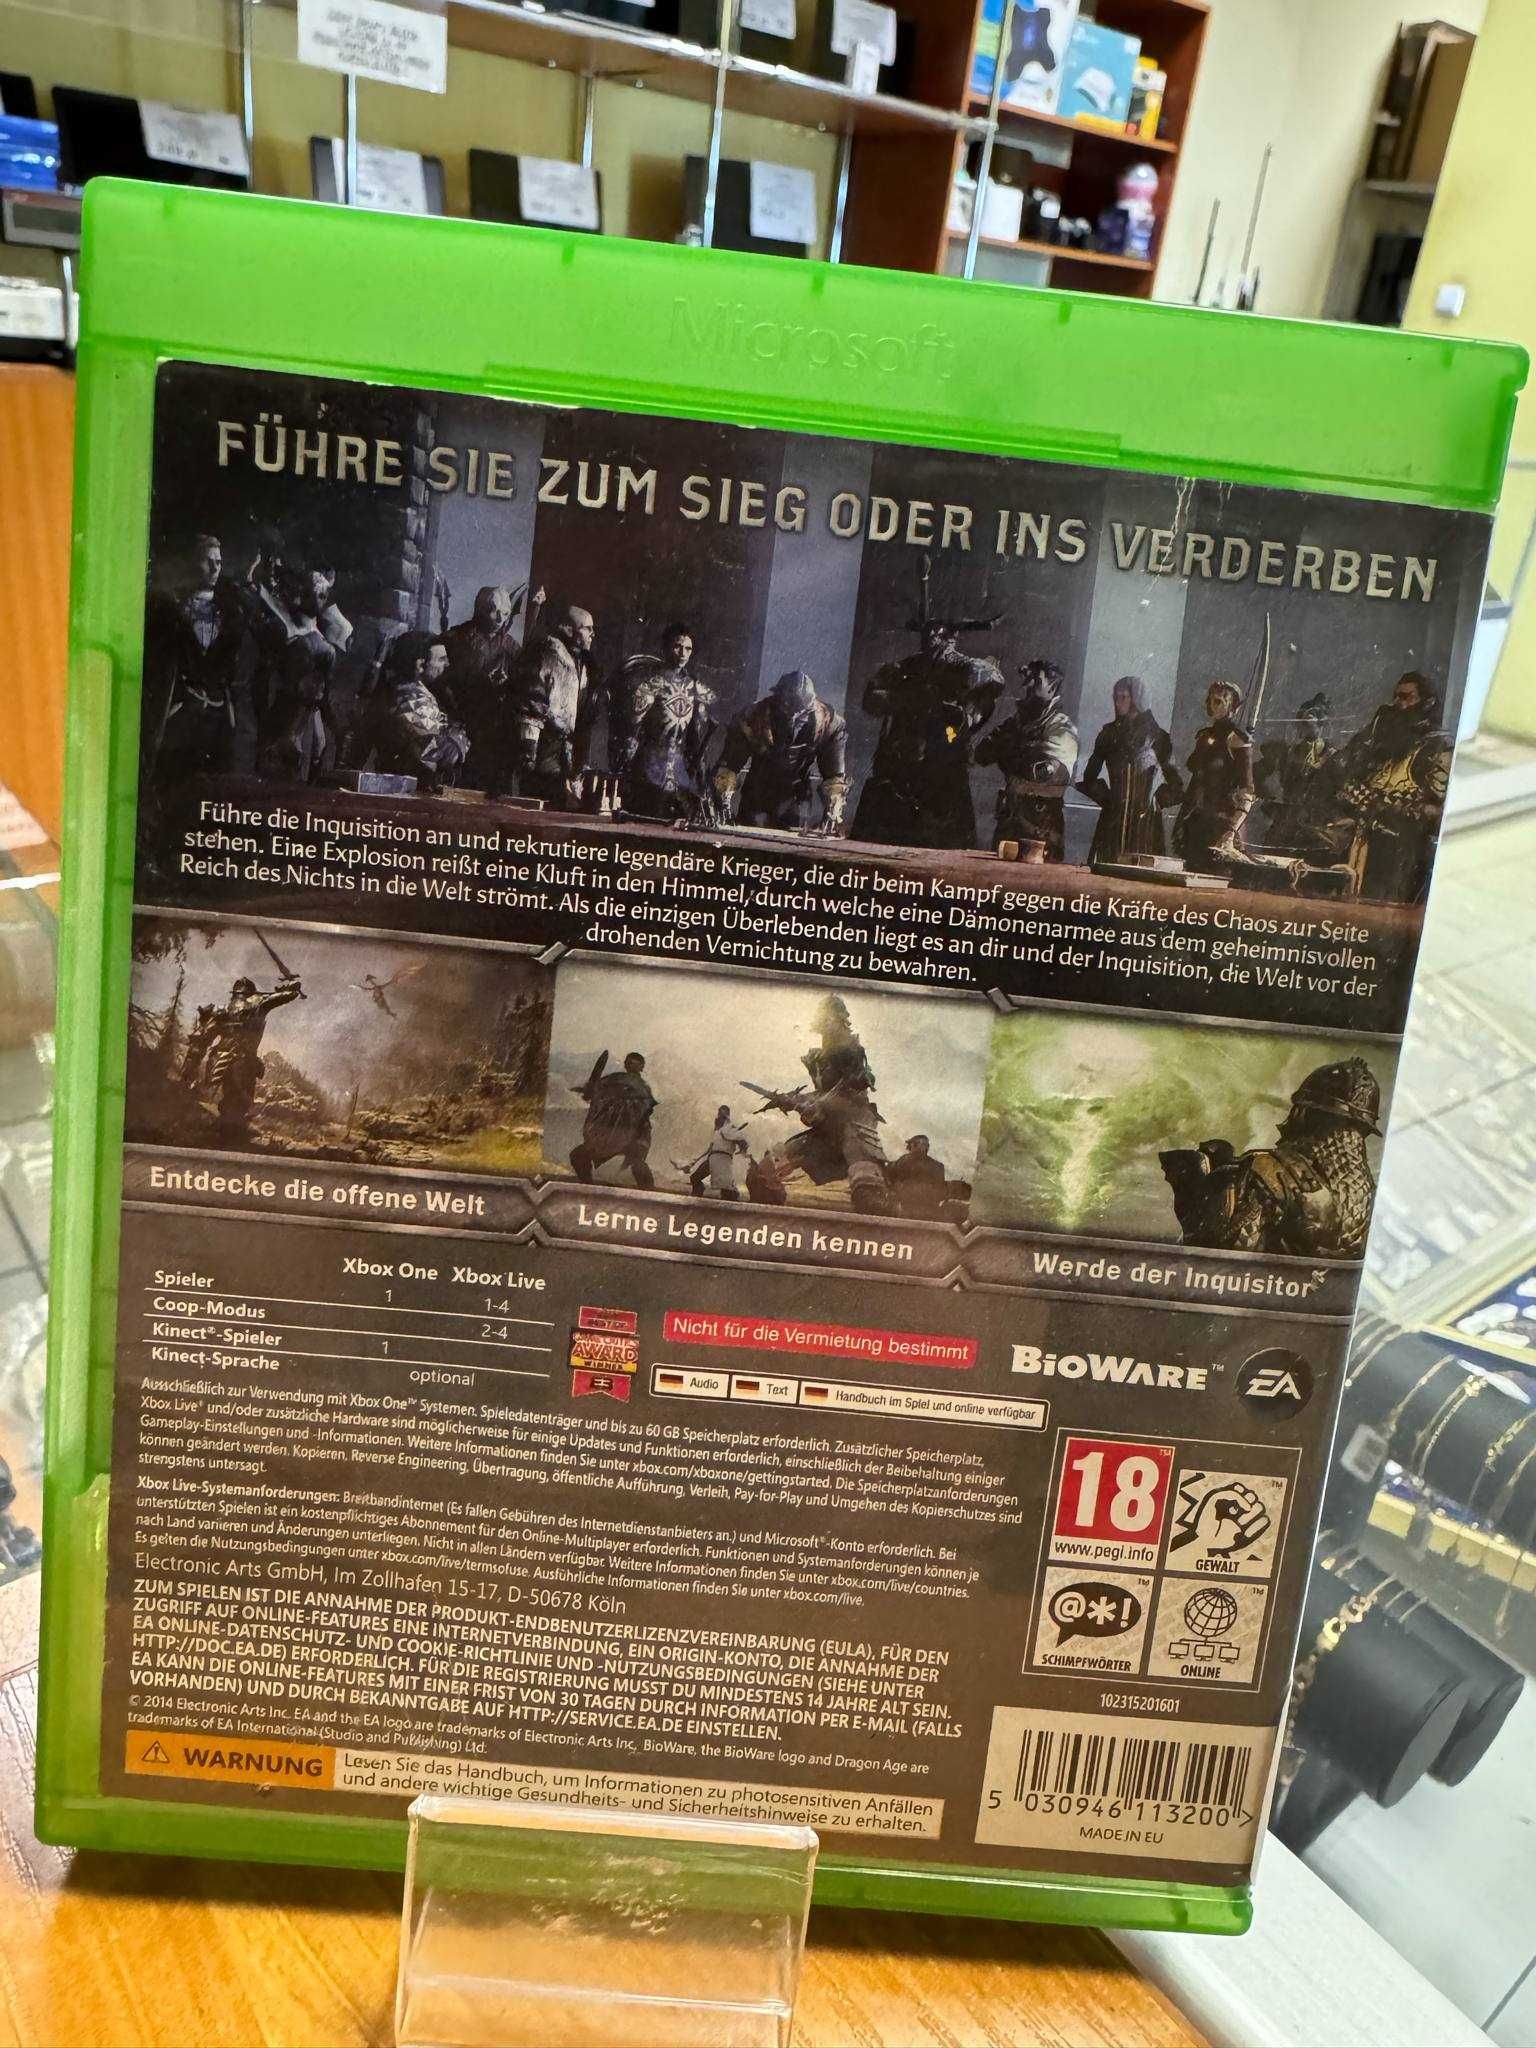 Microsoft
FÜHRE SIE ZUM SIEG ODER INS VERDERBEN
Führe die Inquisition an und rekrutiere legendäre Krieger, die dir beim Kampf gegen die Kräfte des Chaos zur Seite
stehen. Eine Explosion reißt eine Kluft in den Himmel, durch welche eine Dämonenarmee aus dem geheimnisvollen
Reich des Nichts in die Welt strömt. Als die einzigen Überlebenden liegt es an dir und der Inquisition, die Welt vor der
drohenden Vernichtung zu bewahren.
Entdecke die offene Welt
Lerne Legenden kennen
Werde der Inquisitor
Xbox One Xbox Live
Spieler 1 1-4
Coop-Modus 2-4
Kinect®-Spieler 1
Kinect-Sprache optional
AWARD
WINNER
Nicht für die Vermietung bestimmt
Audio Text Handbuch im Spiel und online verfügbar
BIOWARE™ EA
Ausschließlich zur Verwendung mit Xbox One™ Systemen. Spieledatenträger und bis zu 60 GB Speicherplatz erforderlich. Zusätzlicher Speicherplatz,
Xbox Live® und/oder zusätzliche Hardware sind möglicherweise für einige Updates und Funktionen erforderlich, einschließlich der Beibehaltung einiger
Gameplay-Einstellungen und -Informationen. Weitere Informationen finden Sie unter xbox.com/xboxone/gettingstarted. Die Speicherplatzanforderungen
können geändert werden. Kopieren, Reverse Engineering, Übertragung, öffentliche Aufführung, Verleih, Pay-for-Play und Umgehen des Kopierschutzes sind
strengstens untersagt.
Xbox Live-Systemanforderungen: Breitbandinternet (Es fallen Gebühren des Internetdienstanbieters an.) und Microsoft®-Konto erforderlich. Bei
unterstützten Spielen ist ein kostenpflichtiges Abonnement für den Online-Multiplayer erforderlich. Funktionen und Systemanforderungen können je
nach Land variieren und Änderungen unterliegen. Nicht in allen Ländern verfügbar. Weitere Informationen finden Sie unter xbox.com/live/countries.
Es gelten die Nutzungsbedingungen unter xbox.com/live/termsofuse. Ausführliche Informationen finden Sie unter xbox.com/live.
Electronic Arts GmbH, Im Zollhafen 15-17, D-50678 Köln
ZUM SPIELEN IST DIE ANNAHME DER PRODUKT-ENDBENUTZERLIZENZVEREINBARUNG (EULA), FÜR DEN
ZUGRIFF AUF ONLINE-FEATURES EINE INTERNETVERBINDUNG, EIN ORIGIN-KONTO, DIE ANNAHME DER
EA ONLINE-DATENSCHUTZ- UND COOKIE-RICHTLINIE UND -NUTZUNGSBEDINGUNGEN (SIEHE UNTER
HTTP://DOC.EA.DE) ERFORDERLICH. FÜR DIE REGISTRIERUNG MUSST DU MINDESTENS 14 JAHRE ALT SEIN.
EA KANN DIE ONLINE-FEATURES MIT EINER FRIST VON 30 TAGEN DURCH INFORMATION PER E-MAIL (FALLS
VORHANDEN) UND DURCH BEKANNTGABE AUF HTTP://SERVICE.EA.DE EINSTELLEN.
© 2014 Electronic Arts Inc. EA and the EA logo are trademarks of Electronic Arts Inc. BioWare, the BioWare logo and Dragon Age are
trademarks of EA International (Studio and Publishing) Ltd.
WARNUNG
Lesen Sie das Handbuch, um Informationen zu photosensitiven Anfällen
und andere wichtige Gesundheits- und Sicherheitshinweise zu erhalten.
18™
www.pegi.info
GEWALT
@*!
SCHIMPFWÖRTER
ONLINE
102315201601
5 030946 113200 >
MADE IN EU